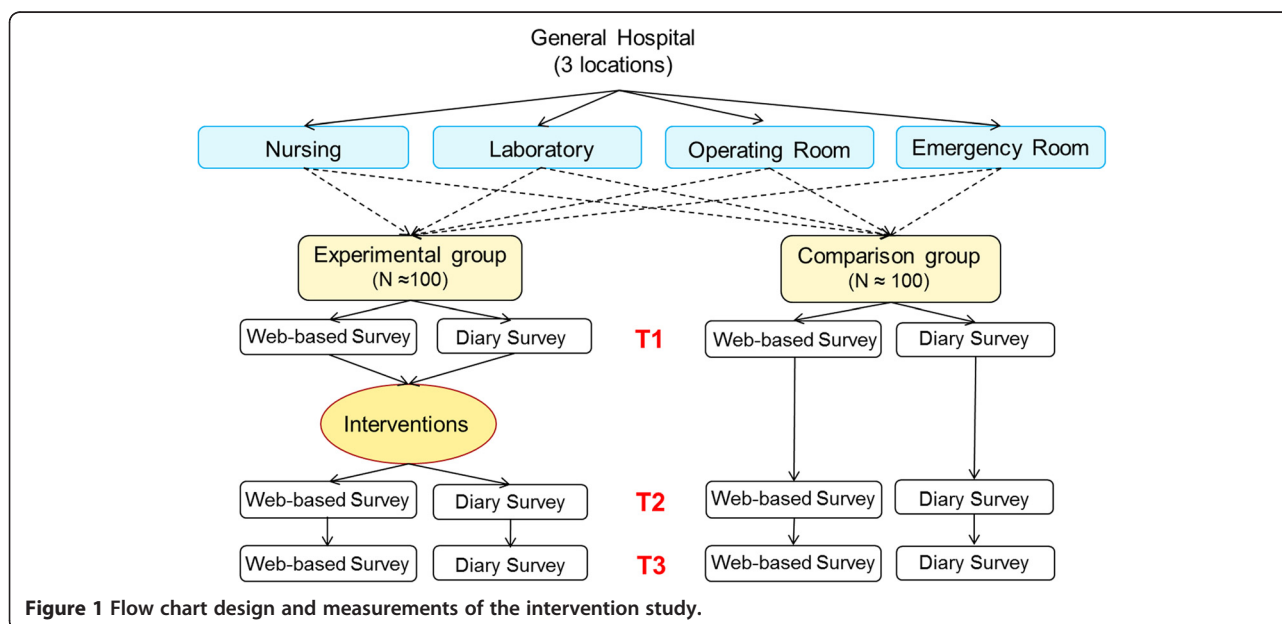 General Hospital
(3 locations)
Nursing
Laboratory
Operating Room
Emergency Room
Experimental group
(N ≈100)
Comparison group
(N ≈ 100)
Web-based Survey
Diary Survey
T1
Web-based Survey
Diary Survey
Interventions
Web-based Survey
Diary Survey
T2
Web-based Survey
Diary Survey
Web-based Survey
Diary Survey
T3
Web-based Survey
Diary Survey
Figure 1 Flow chart design and measurements of the intervention study.